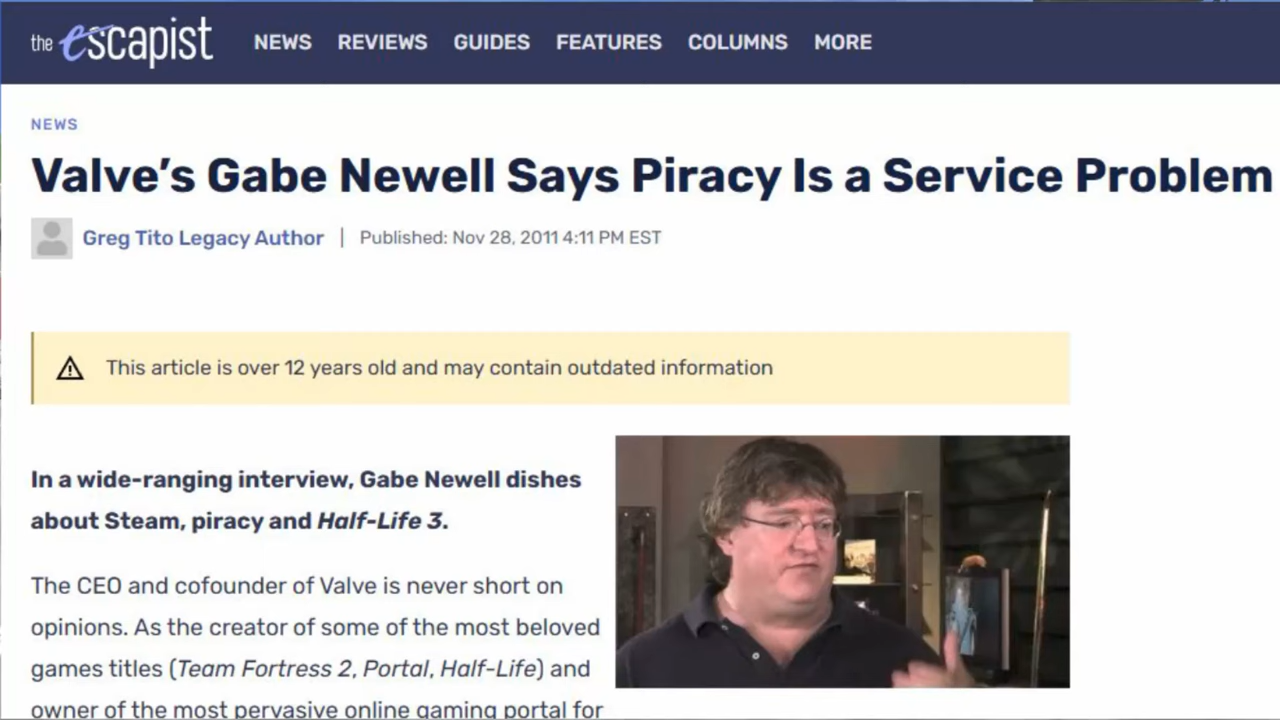 the escapist NEWS REVIEWS GUIDES FEATURES COLUMNS MORE
NEWS
Valve's Gabe Newell Says Piracy Is a Service Problem
Greg Tito Legacy Author | Published: Nov 28, 2011 4:11 PM EST
This article is over 12 years old and may contain outdated information
In a wide-ranging interview, Gabe Newell dishes
about Steam, piracy and Half-Life 3.
The CEO and cofounder of Valve is never short on
opinions. As the creator of some of the most beloved
games titles (Team Fortress 2, Portal, Half-Life) and
owner of the most pervasive online gaming portal for